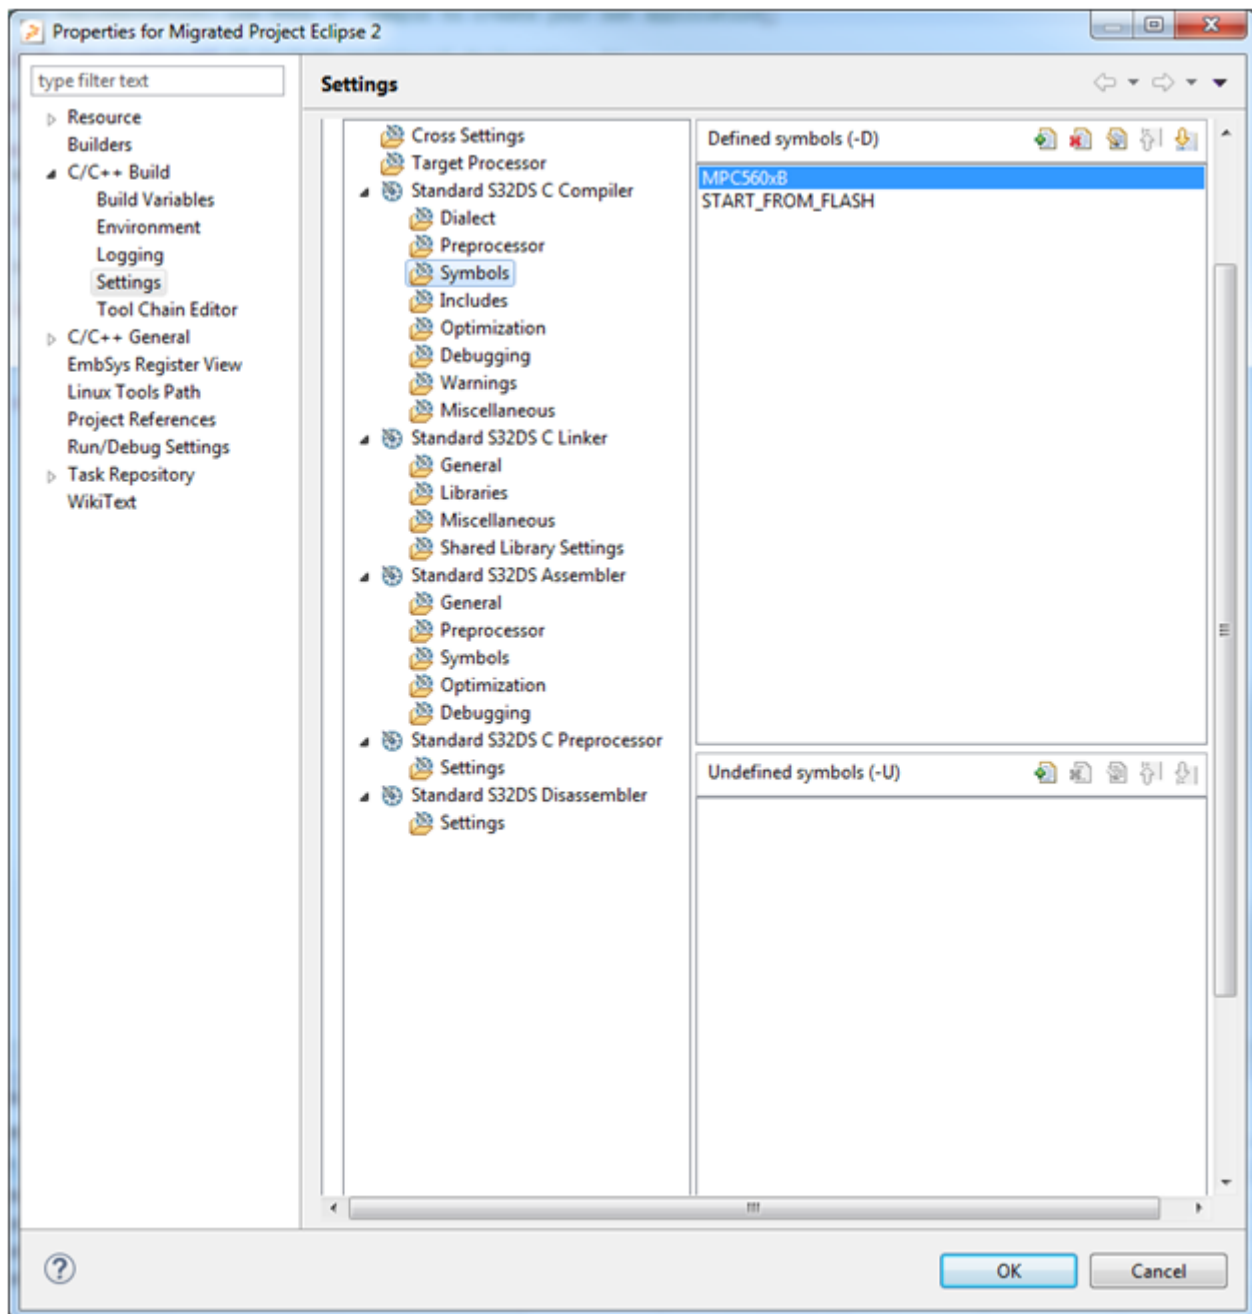 Properties for Migrated Project Eclipse 2
type filter text
Resource
Builders
C/C++ Build
Build Variables
Environment
Logging
Settings
Tool Chain Editor
C/C++ General
EmbSys Register View
Linux Tools Path
Project References
Run/Debug Settings
Task Repository
WikiText
Settings
Cross Settings
Target Processor
Standard S32DS C Compiler
Dialect
Preprocessor
Symbols
Includes
Optimization
Debugging
Warnings
Miscellaneous
Standard S32DS C Linker
General
Libraries
Miscellaneous
Shared Library Settings
Standard S32DS Assembler
General
Preprocessor
Symbols
Optimization
Debugging
Standard S32DS C Preprocessor
Settings
Standard S32DS Disassembler
Settings
Defined symbols (-D)
MPC560xB
START_FROM_FLASH
Undefined symbols (-U)
OK
Cancel